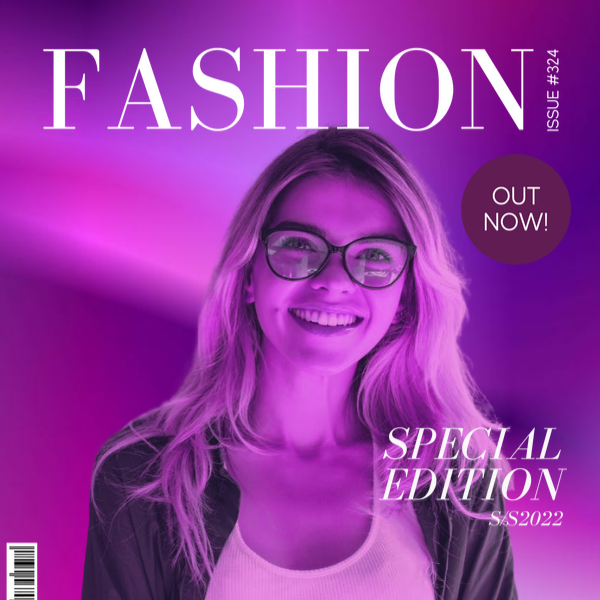 FASHION
ISSUE #324
OUT
NOW!
SPECIAL
EDITION
S/S2022